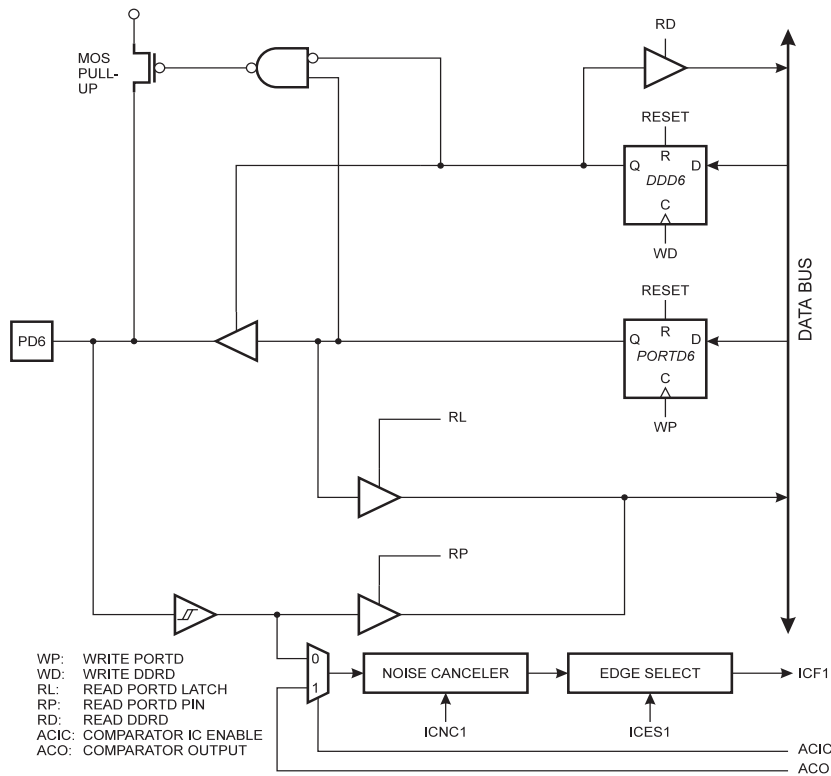 RD
MOS
PULL-
UP
RESET
R
Q
D
DDD6
C
WD
DATA BUS
RESET
R
PD6
Q
D
PORTD6
C
WP
RL
RP
WP: WRITE PORTD
WD: WRITE DDRD
RL: READ PORTD LATCH
RP: READ PORTD PIN
RD: READ DDRD
ACIC: COMPARATOR IC ENABLE
ACO: COMPARATOR OUTPUT
0
1
NOISE CANCELER
EDGE SELECT
ICF1
ICNC1
ICES1
ACIC
ACO